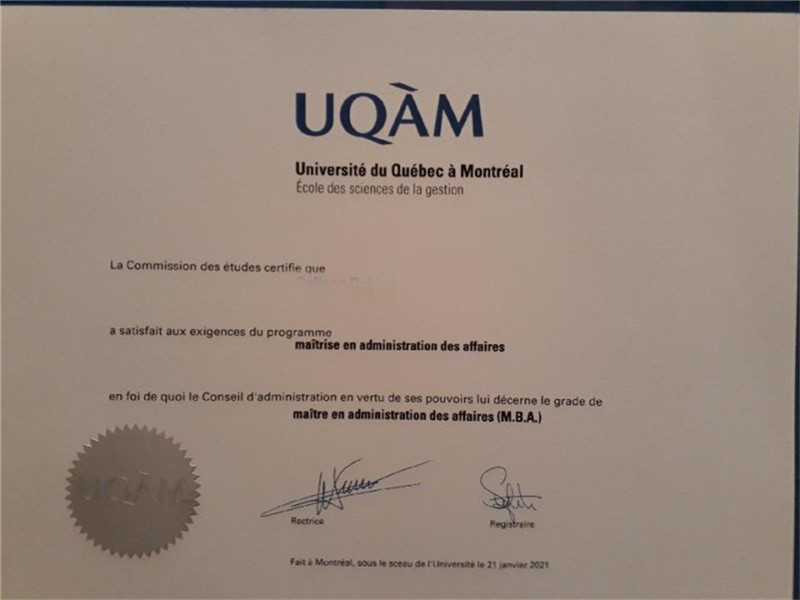 UQÀM
Université du Québec à Montréal
École des sciences de la gestion
La Commission des études certifie que
a satisfait aux exigences du programme
maîtrise en administration des affaires
en foi de quoi le Conseil d'administration en vertu de ses pouvoirs lui décerne le grade de
maître en administration des affaires (M.B.A.)
UQÀM
Rectrice
Registraire
Fait à Montréal, sous le sceau de l'Université le 21 janvier 2021